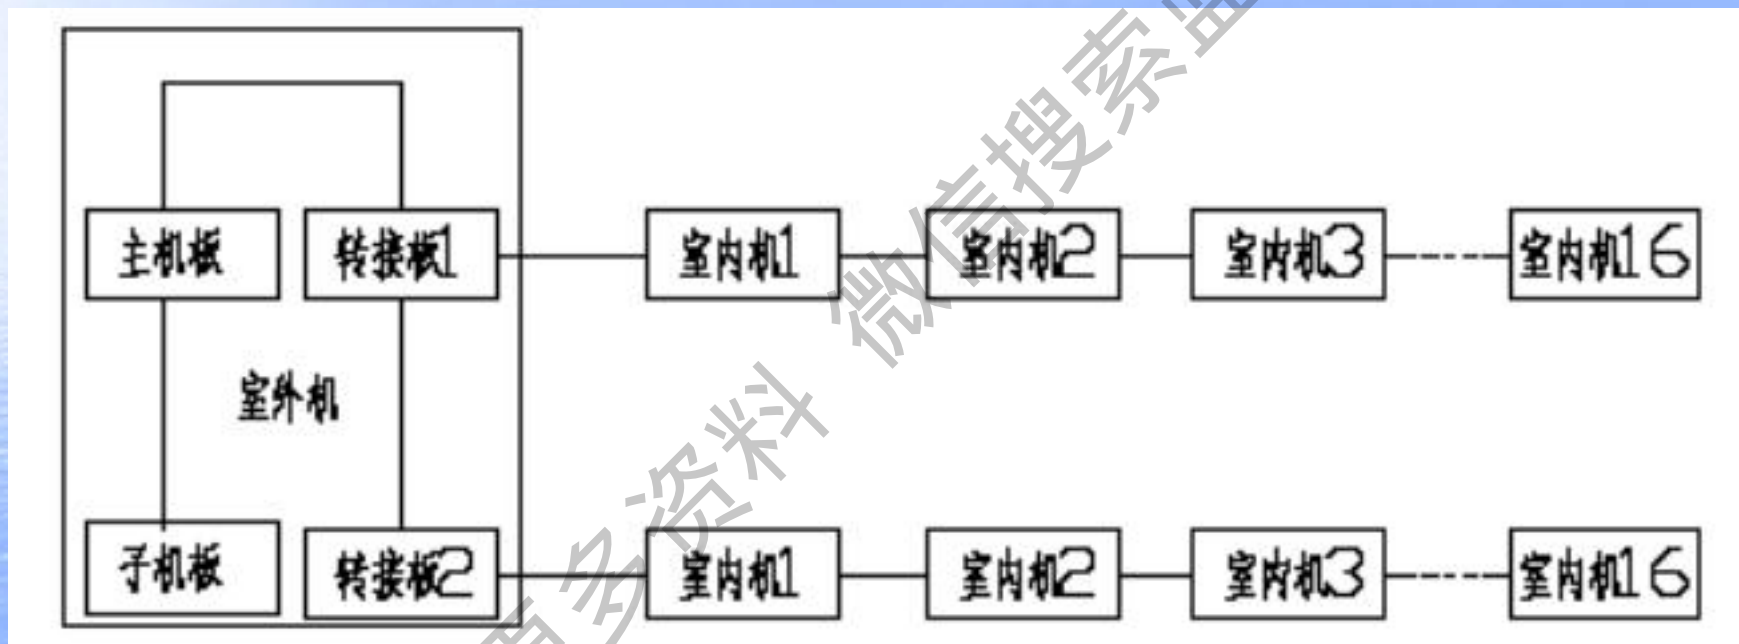 主机板 转接板1 室内机1 室内机2 室内机3 室内机16
室外机
子机板 转接板2 室内机1 室内机2 室内机3 室内机16
更多资料 微信搜索蓝